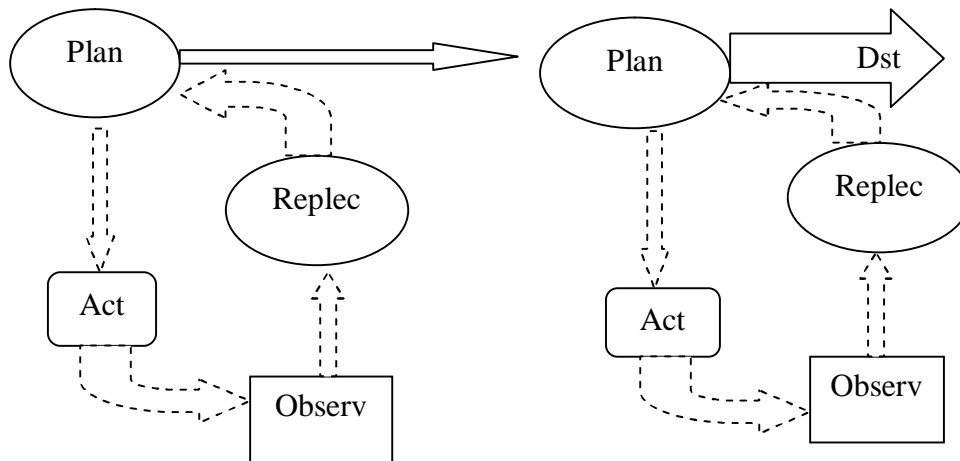 Plan
Replec
Act
Observ
Plan
Dst
Replec
Act
Observ